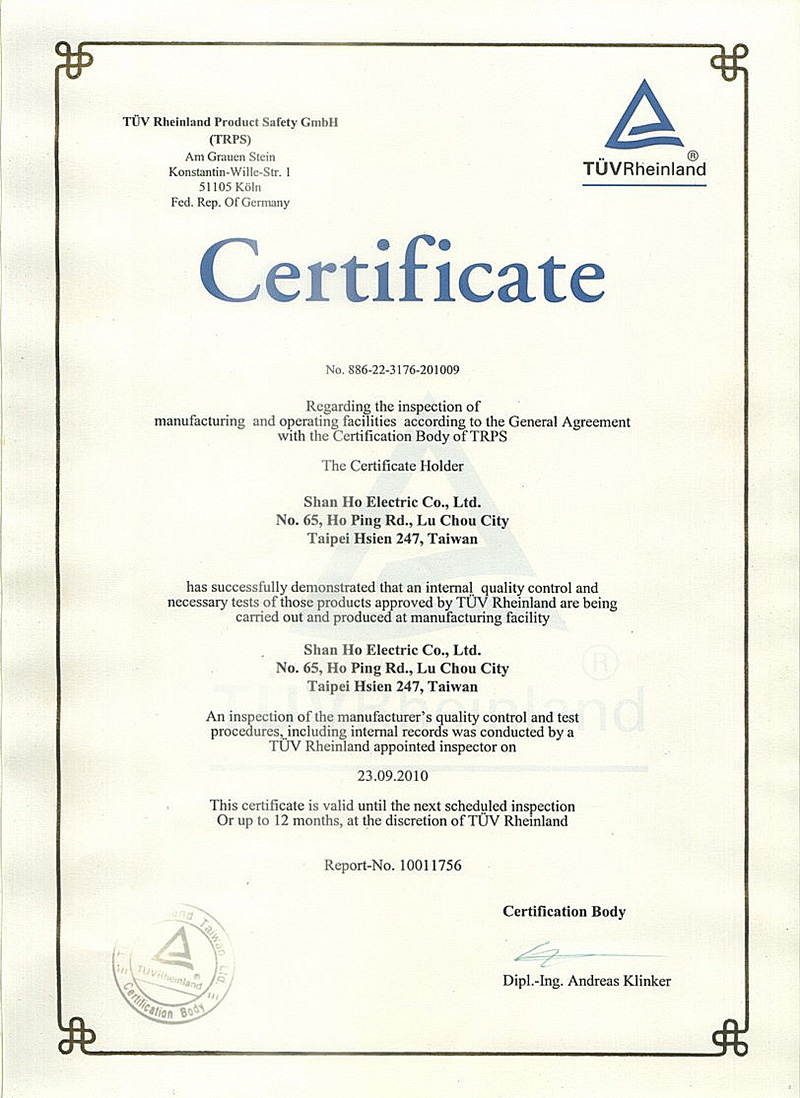 TÜV Rheinland Product Safety GmbH
(TRPS)
Am Grauen Stein
Konstantin-Wille-Str. 1
51105 Köln
Fed. Rep. Of Germany
®
TÜVRheinland
Certificate
No. 886-22-3176-201009
Regarding the inspection of
manufacturing and operating facilities according to the General Agreement
with the Certification Body of TRPS
The Certificate Holder
Shan Ho Electric Co., Ltd.
No. 65, Ho Ping Rd., Lu Chou City
Taipei Hsien 247, Taiwan
has successfully demonstrated that an internal quality control and
necessary tests of those products approved by TÜV Rheinland are being
carried out and produced at manufacturing facility
Shan Ho Electric Co., Ltd.
No. 65, Ho Ping Rd., Lu Chou City
Taipei Hsien 247, Taiwan
®
TÜVRheinland
An inspection of the manufacturer's quality control and test
procedures, including internal records was conducted by a
TÜV Rheinland appointed inspector on
23.09.2010
This certificate is valid until the next scheduled inspection
Or up to 12 months, at the discretion of TÜV Rheinland
Report-No. 10011756
Certification Body
Dipl.-Ing. Andreas Klinker
Taiwan Ltd.
TÜVRheinland
®
Certification Body